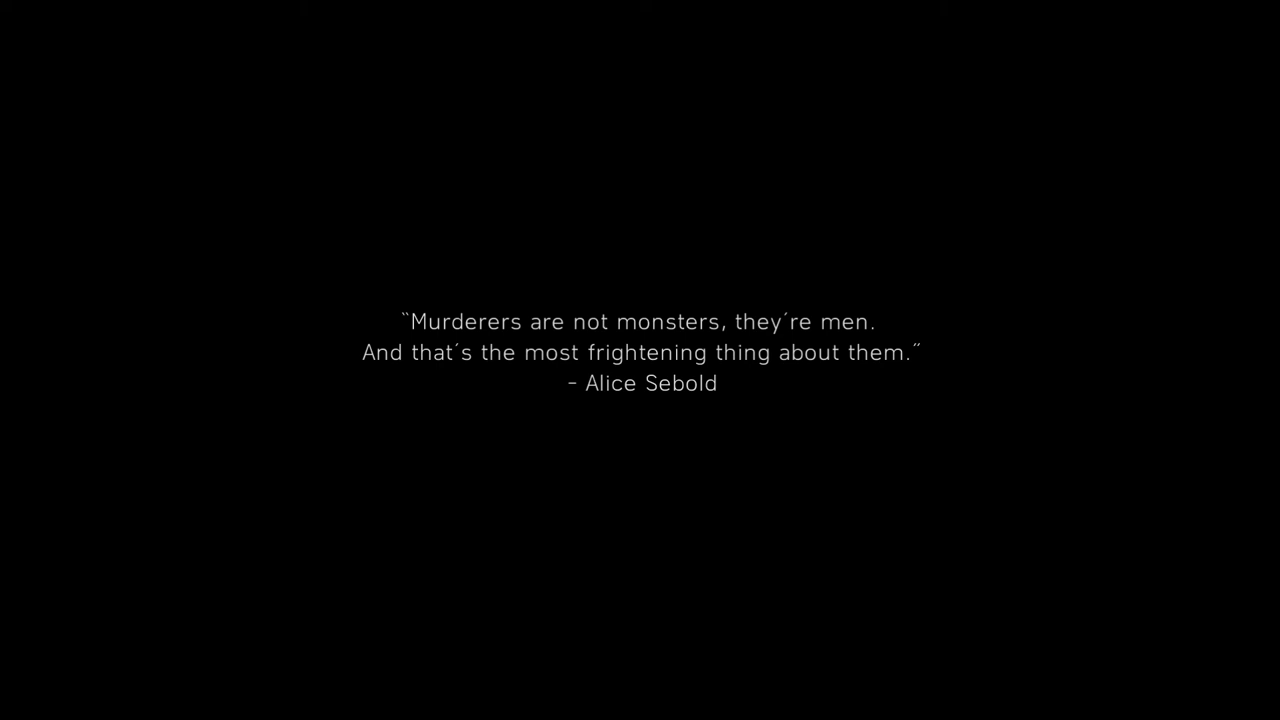 “Murderers are not monsters, they´re men.
And that´s the most frightening thing about them.”
- Alice Sebold